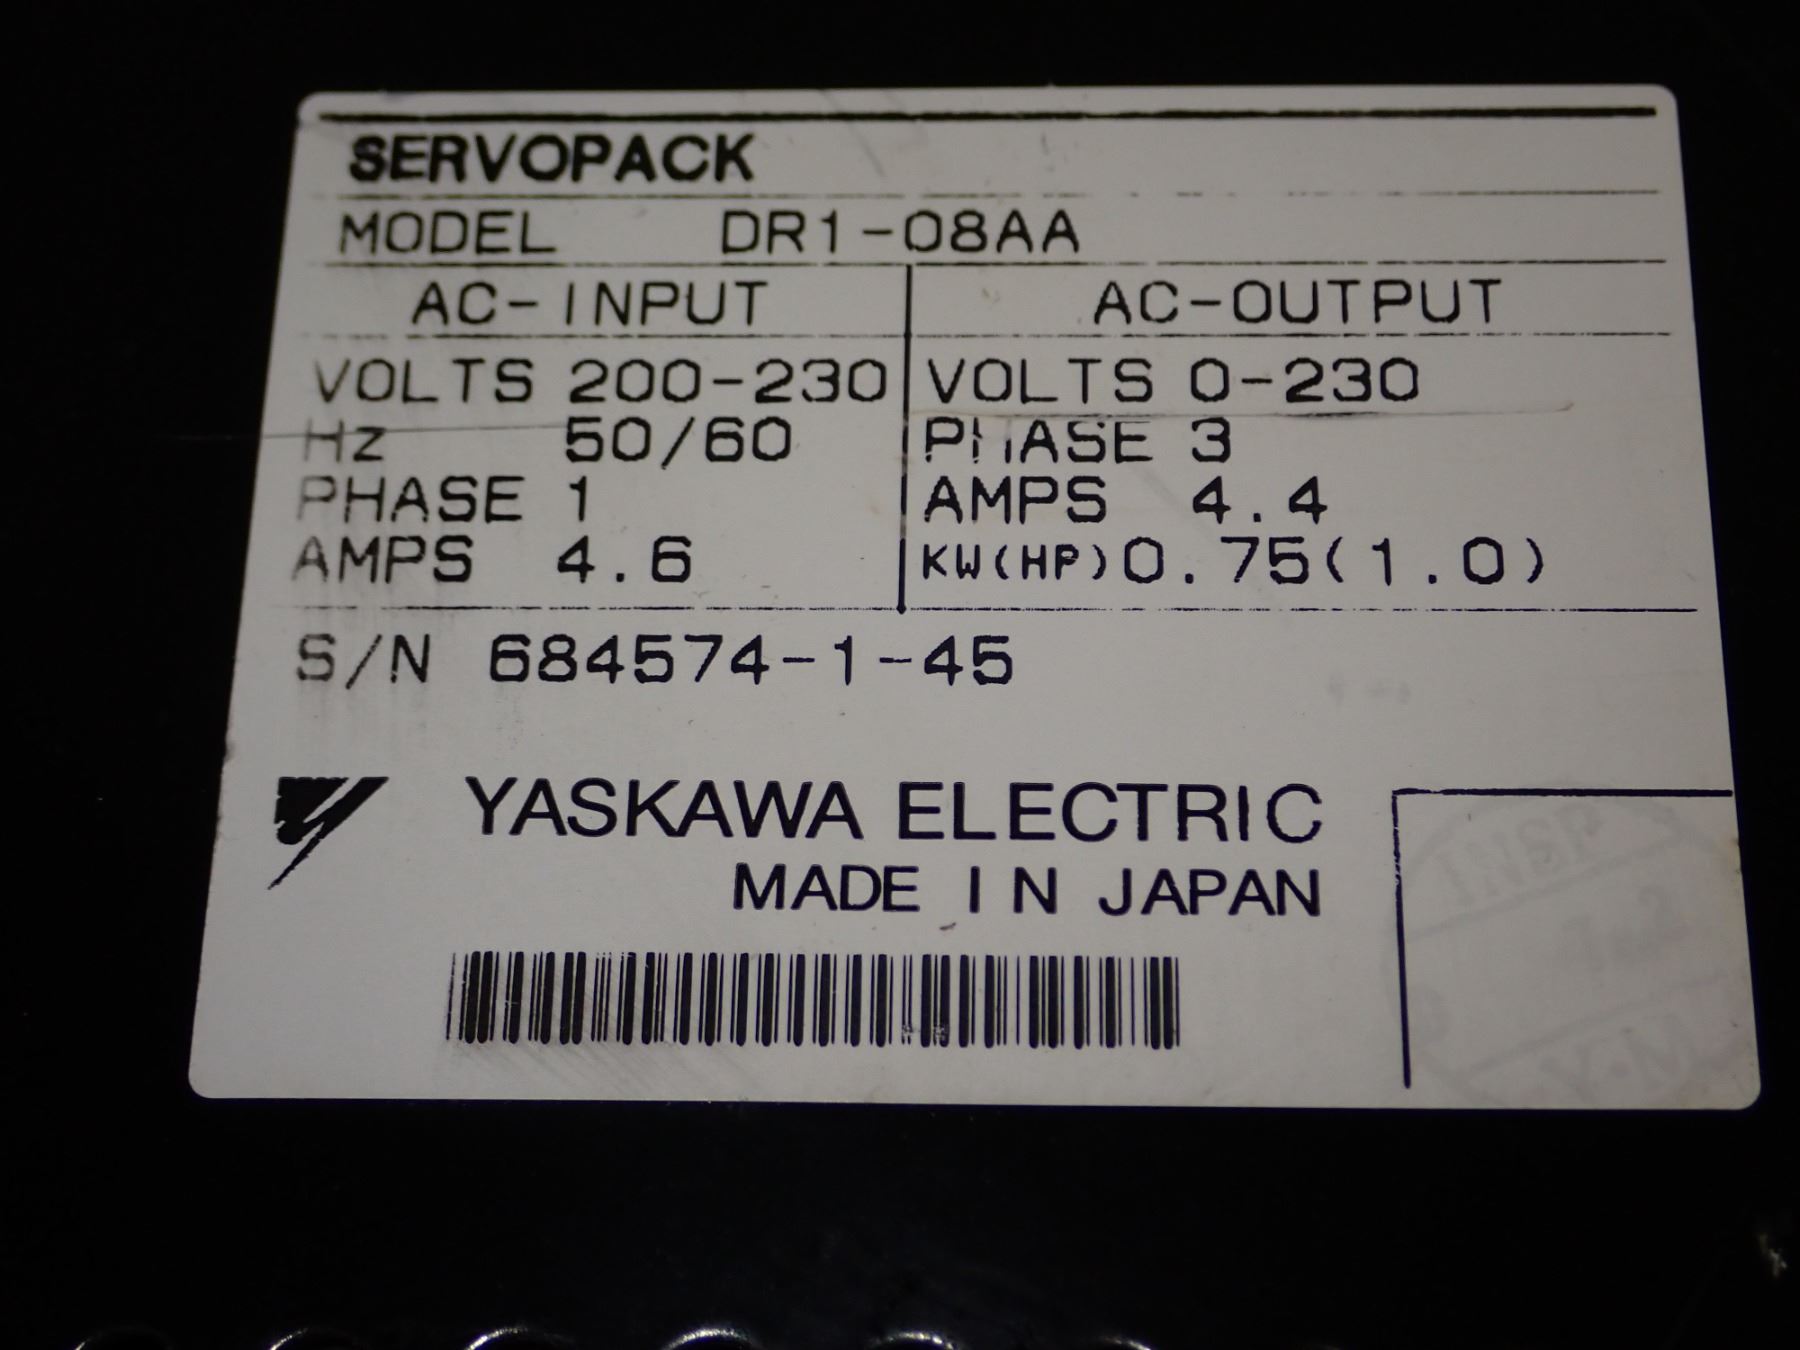 SERVOPACK
MODEL DR1-08AA
AC-INPUT AC-OUTPUT
VOLTS 200-230 VOLTS 0-230
Hz 50/60 PHASE 3
PHASE 1 AMPS 4.4
AMPS 4.6 KW(HP) 0.75(1.0)
S/N 684574-1-45
YASKAWA ELECTRIC
MADE IN JAPAN
INSP
Y.M